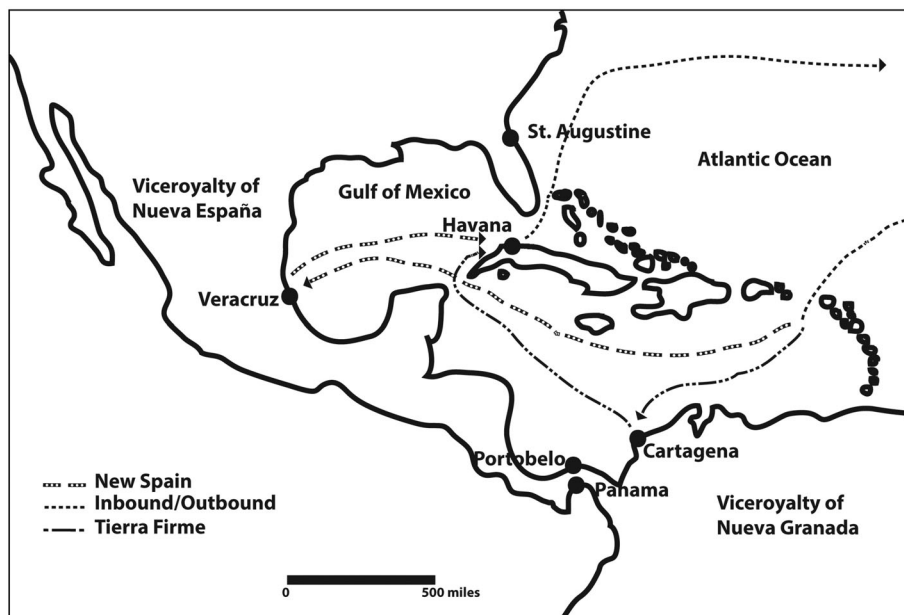 St. Augustine
Atlantic Ocean
Viceroyalty of
Nueva España
Gulf of Mexico
Havana
Veracruz
Portobelo
Cartagena
Panama
Viceroyalty of
Nueva Granada
New Spain
Inbound/Outbound
Tierra Firme
0
500 miles